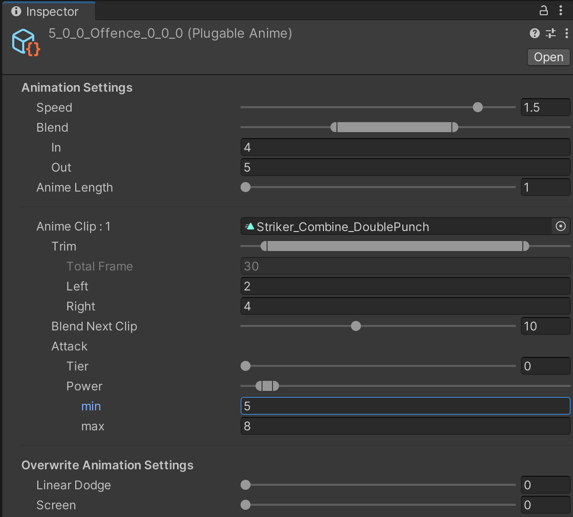 Inspector
5_0_0_Offence_0_0_0 (Plugable Anime)
Open
Animation Settings
Speed 1.5
Blend
In 4
Out 5
Anime Length 1
Anime Clip : 1 Striker_Combine_DoublePunch
Trim
Total Frame 30
Left 2
Right 4
Blend Next Clip 10
Attack
Tier 0
Power
min 5
max 8
Overwrite Animation Settings
Linear Dodge 0
Screen 0